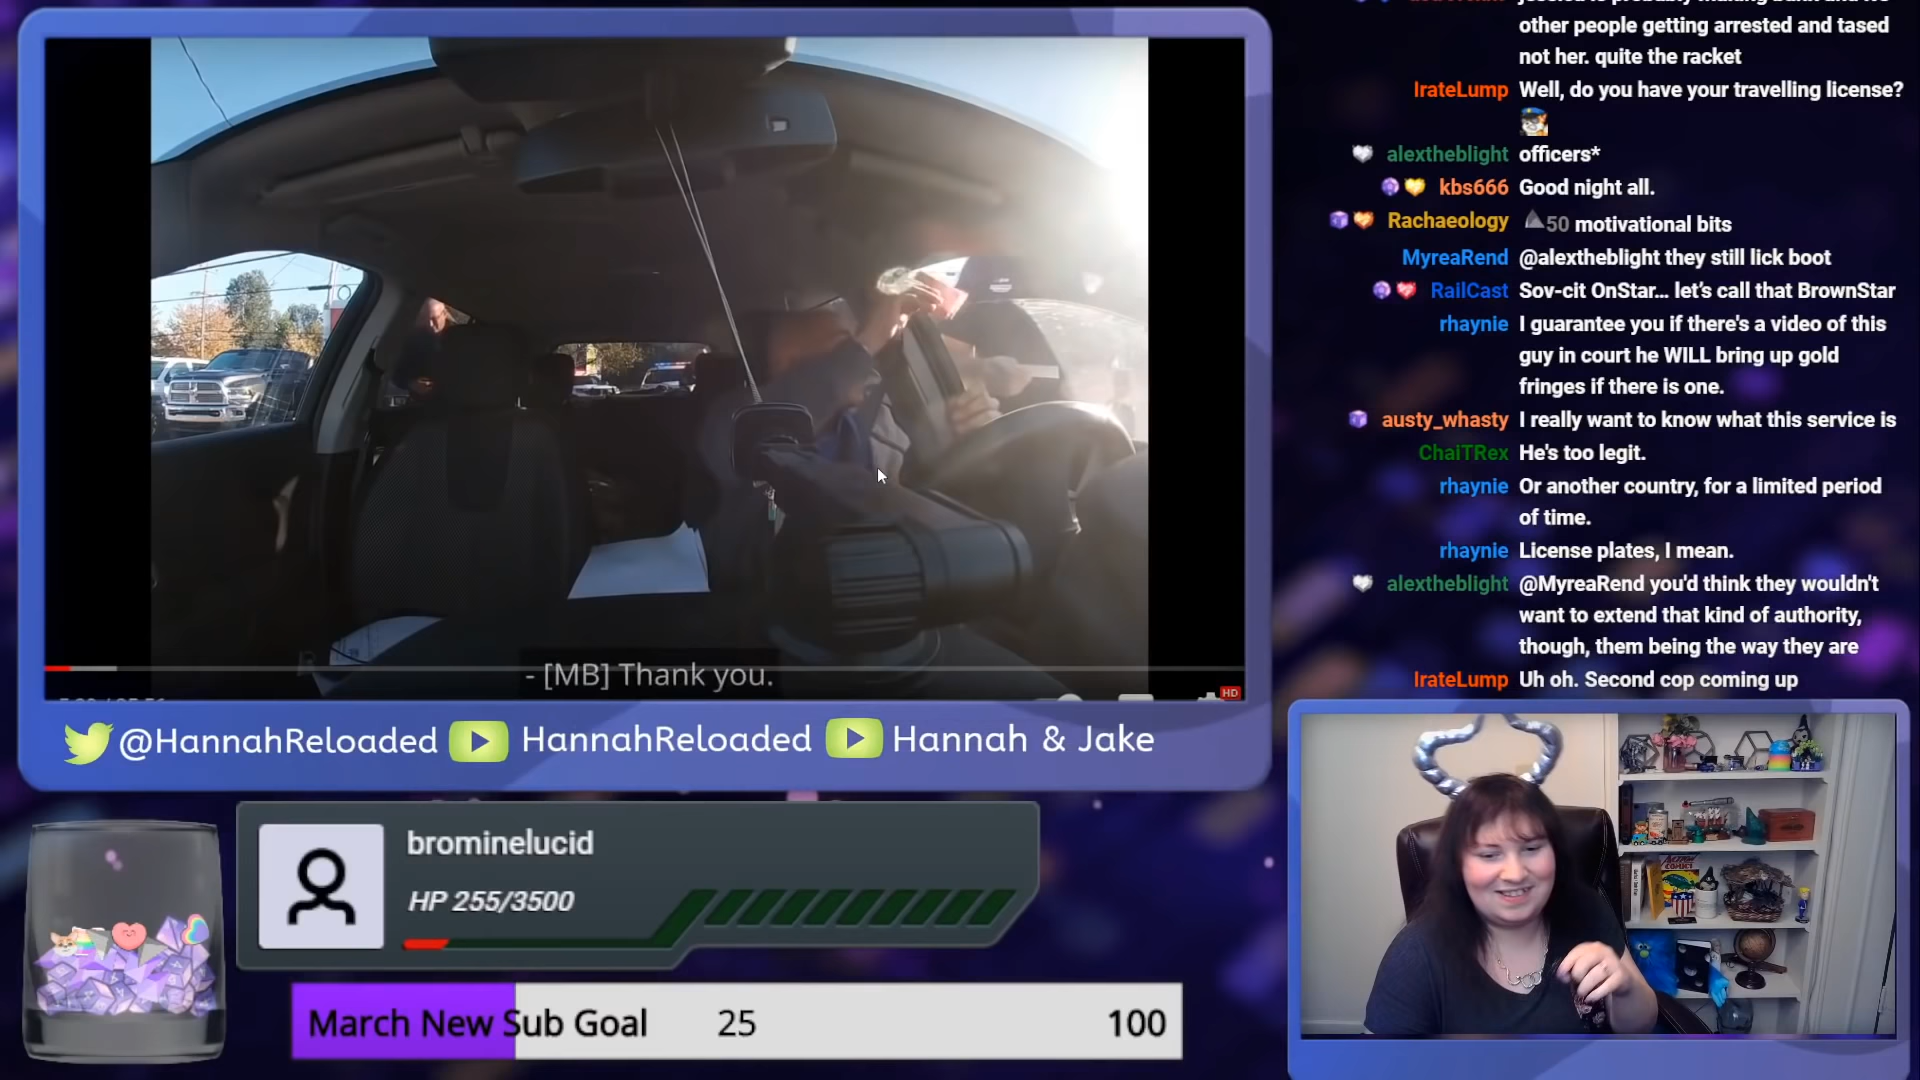 other people getting arrested and tased
not her. quite the racket
IrateLump Well, do you have your travelling license?
alextheblight officers*
kbs666 Good night all.
Rachaeology 50 motivational bits
MyreaRend @alextheblight they still lick boot
RailCast Sov-cit OnStar... let's call that BrownStar
rhaynie I guarantee you if there's a video of this
guy in court he WILL bring up gold
fringes if there is one.
austy_whasty I really want to know what this service is
ChaiTRex He's too legit.
rhaynie Or another country, for a limited period
of time.
rhaynie License plates, I mean.
alextheblight @MyreaRend you'd think they wouldn't
want to extend that kind of authority,
though, them being the way they are
IrateLump Uh oh. Second cop coming up
- [MB] Thank you.
HD
@HannahReloaded HannahReloaded Hannah & Jake
brominelucid
HP 255/3500
March New Sub Goal 25 100